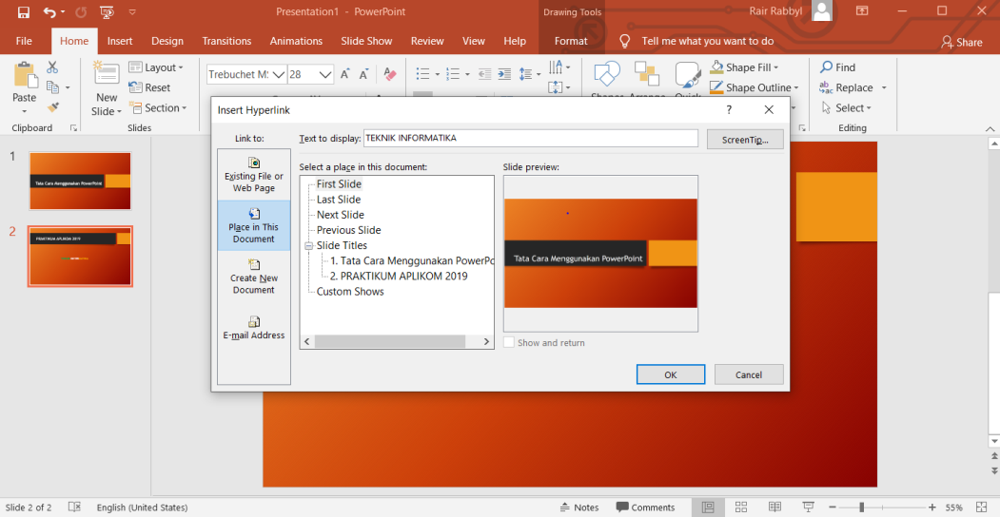 Presentation1 - PowerPoint
Drawing Tools
Rair Rabbyl
File Home Insert Design Transitions Animations Slide Show Review View Help Format Tell me what you want to do Share
Paste
Clipboard
New
Slide
Layout
Reset
Section
Slides
Trebuchet M: 28
Shape Fill
Shape Outline
Find
Replace
Select
Editing
Insert Hyperlink
?
Link to:
Text to display: TEKNIK INFORMATIKA
ScreenTip...
Existing File or
Web Page
Place in This
Document
Create New
Document
E-mail Address
Select a place in this document:
First Slide
Last Slide
Next Slide
Previous Slide
Slide Titles
1. Tata Cara Menggunakan PowerPo
2. PRAKTIKUM APLIKOM 2019
Custom Shows
Slide preview:
Tata Cara Menggunakan PowerPoint
Show and return
OK
Cancel
1
Tata Cara Menggunakan PowerPoint
2
PRAKTIKUM APLIKOM 2019
Slide 2 of 2
English (United States)
Notes
Comments
55%